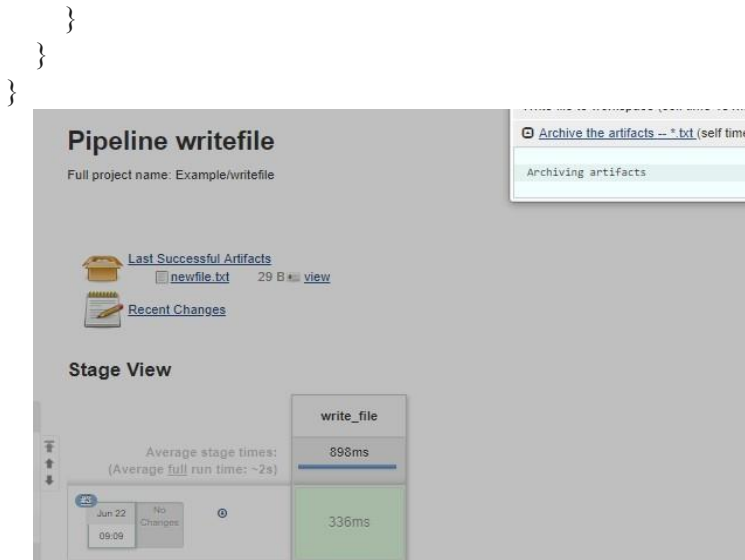 }
}
}
Pipeline writefile
Full project name: Example/writefile
Archive the artifacts -- *.txt (self time
Archiving artifacts
Last Successful Artifacts
newfile.txt 29 B view
Recent Changes
Stage View
write_file
Average stage times:
(Average full run time: ~2s)
898ms
Jun 22
09:09
No
Changes
336ms